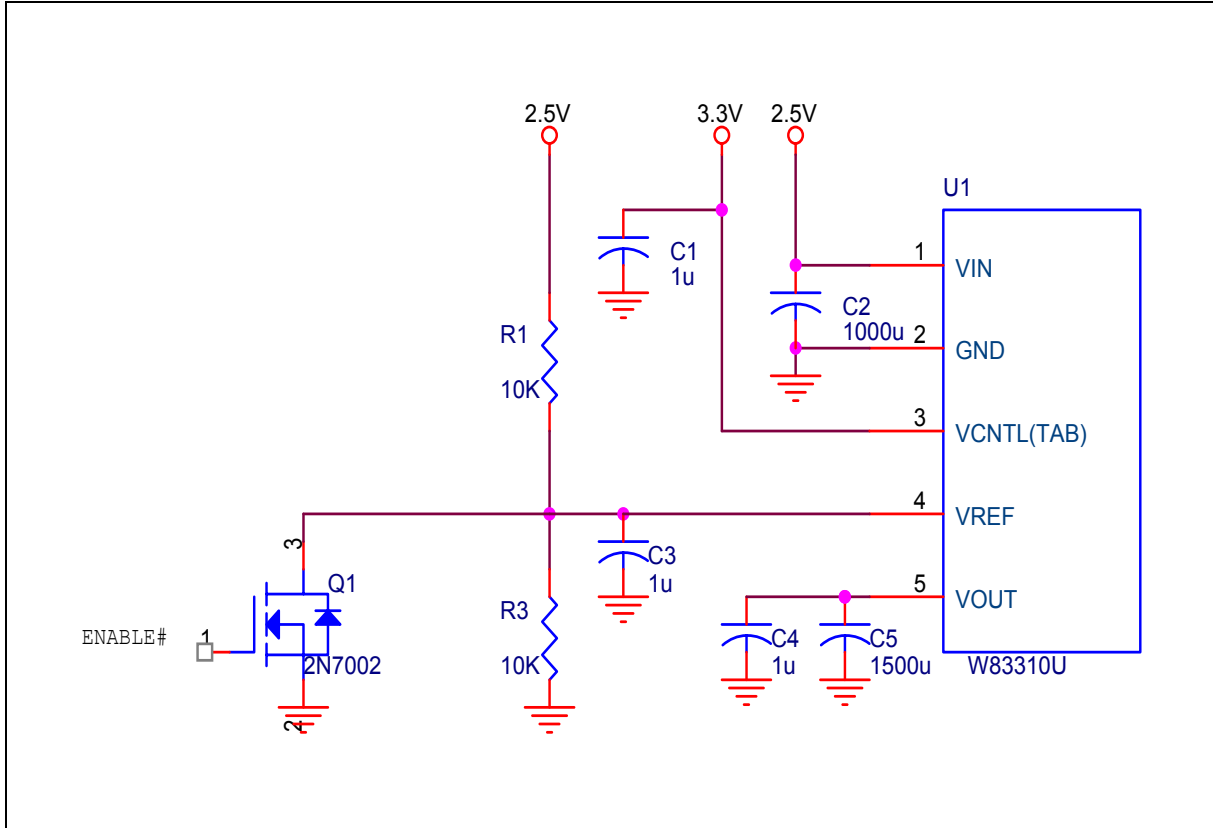 2.5V
3.3V
2.5V
U1
1
VIN
C1
1u
C2
1000u
2
GND
R1
10K
3
VCNTL(TAB)
4
VREF
3
C3
1u
Q1
5
VOUT
R3
10K
ENABLE#
1
2N7002
C4
1u
C5
1500u
W83310U
2